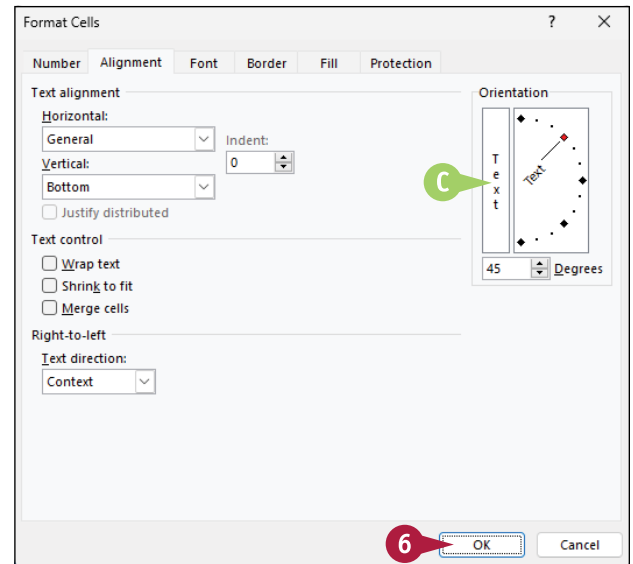 Format Cells ? ×
Number Alignment Font Border Fill Protection
Text alignment
Horizontal:
General
Indent:
0
Vertical:
Bottom
Justify distributed
Text control
Wrap text
Shrink to fit
Merge cells
Right-to-left
Text direction:
Context
Orientation
Text
Text
C
45 Degrees
6 OK Cancel